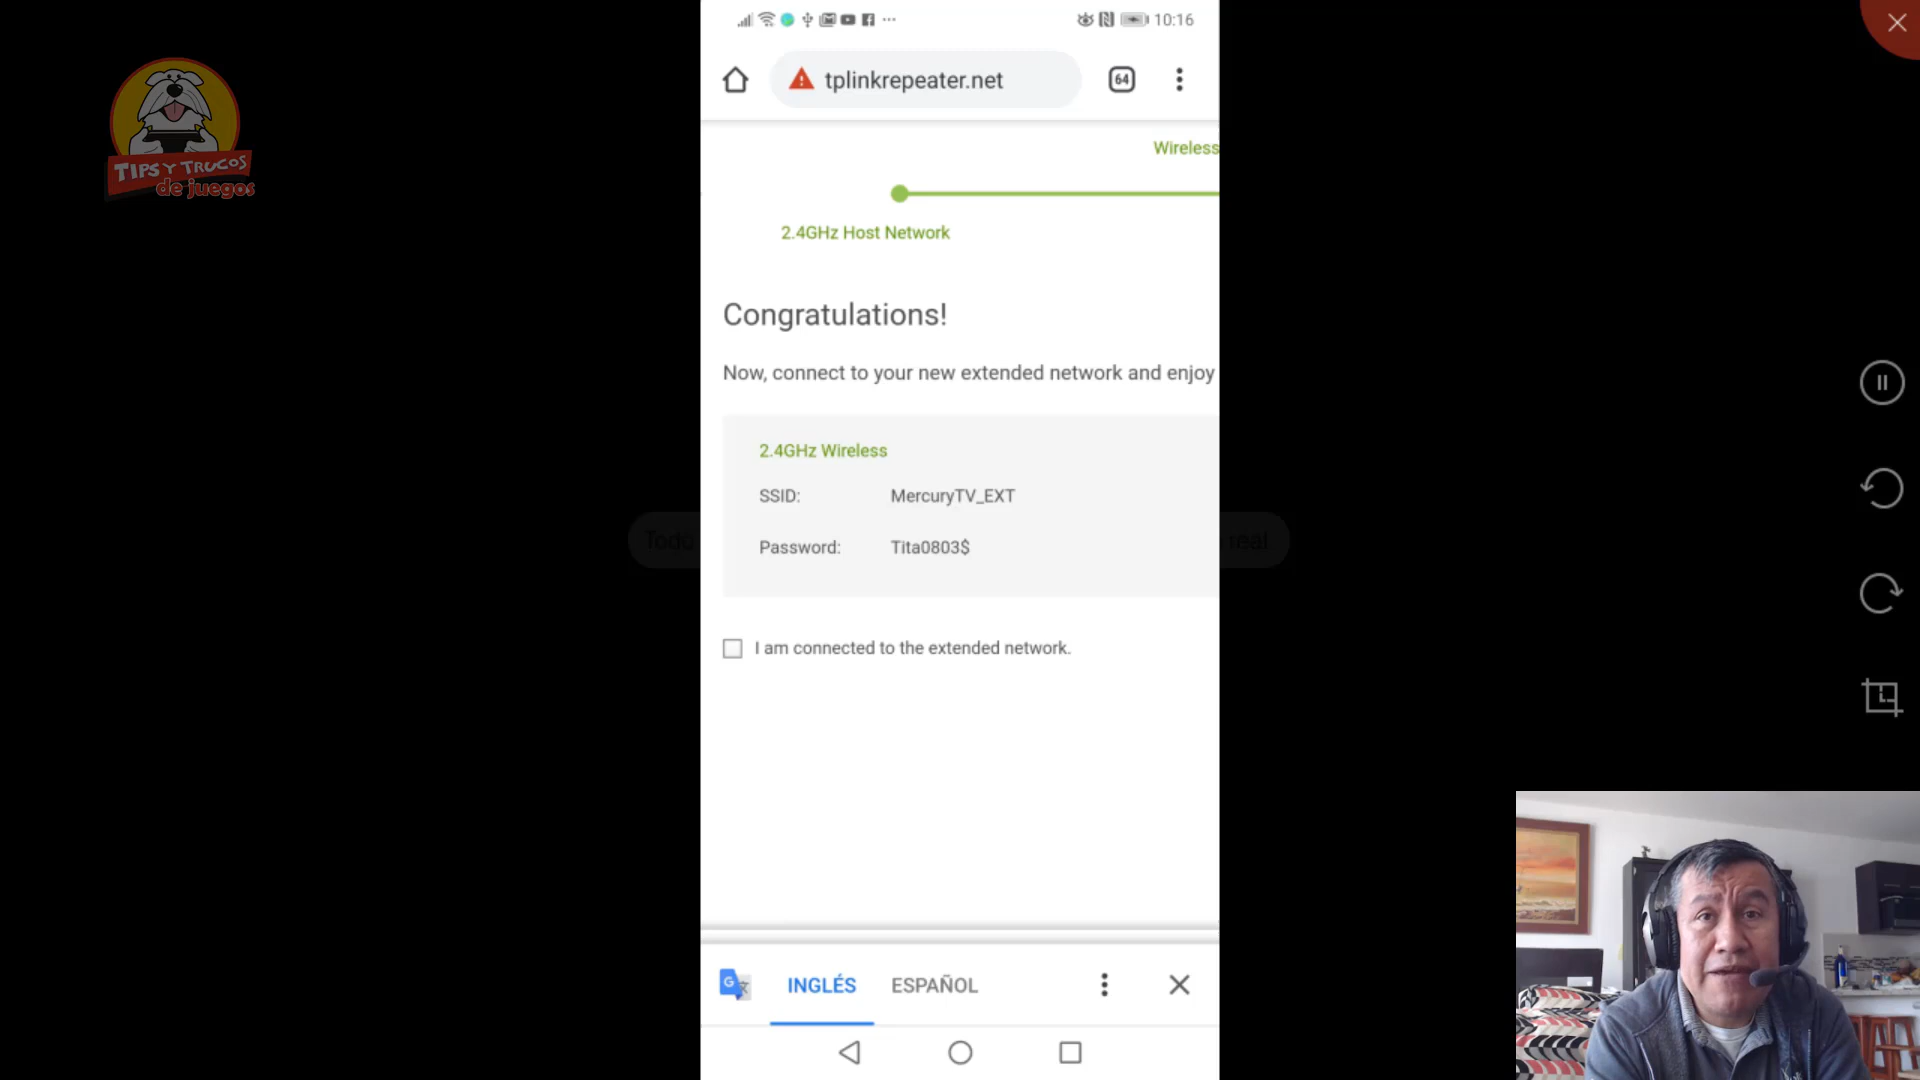 10:16
tplinkrepeater.net
64
TIPS Y TRUCOS
de juegos
Wireless
2.4GHz Host Network
Congratulations!
Now, connect to your new extended network and enjoy
2.4GHz Wireless
SSID: MercuryTV_EXT
Todo
real
Password: Tita0803$
I am connected to the extended network.
INGLÉS ESPAÑOL